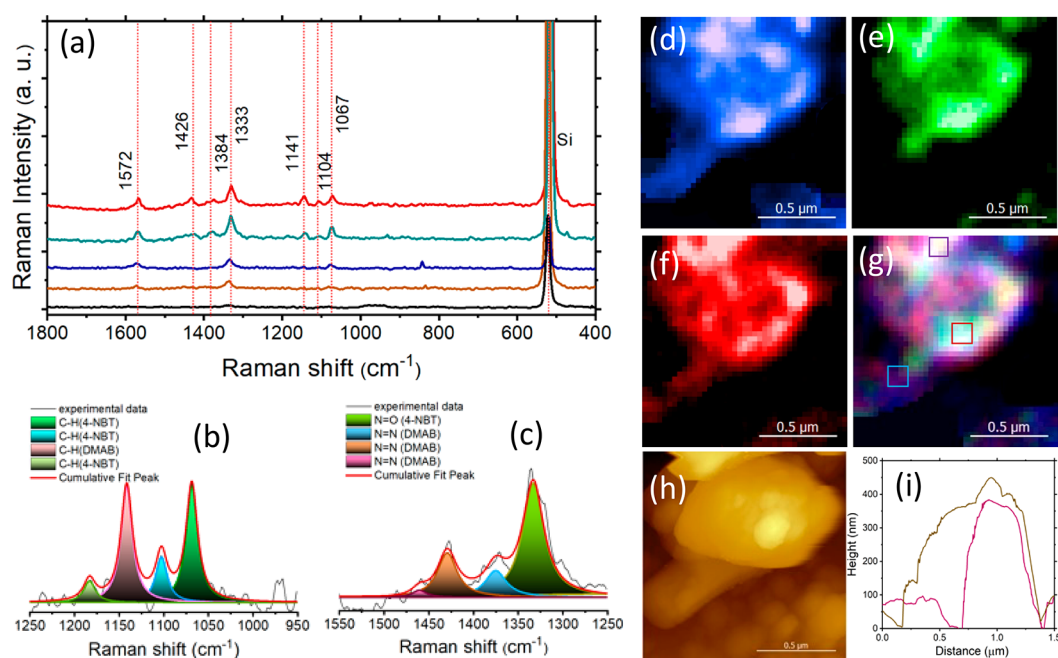 (a)
Raman Intensity (a. u.)
1572
1426
1384
1333
1141
1104
1067
Si
1800 1600 1400 1200 1000 800 600 400
Raman shift (cm-1)
experimental data
C-H(4-NBT)
C-H(4-NBT)
C-H(DMAB)
C-H(4-NBT)
Cumulative Fit Peak
(b)
1250 1200 1150 1100 1050 1000 950
Raman shift (cm-1)
experimental data
N=O (4-NBT)
N=N (DMAB)
N=N (DMAB)
N=N (DMAB)
Cumulative Fit Peak
(c)
1550 1500 1450 1400 1350 1300 1250
Raman shift (cm-1)
(d)
0.5 µm
(e)
0.5 µm
(f)
0.5 µm
(g)
0.5 µm
(h)
0.5 µm
(i)
Height (nm)
500
400
300
200
100
0
0.0 0.5 1.0 1.5
Distance (µm)